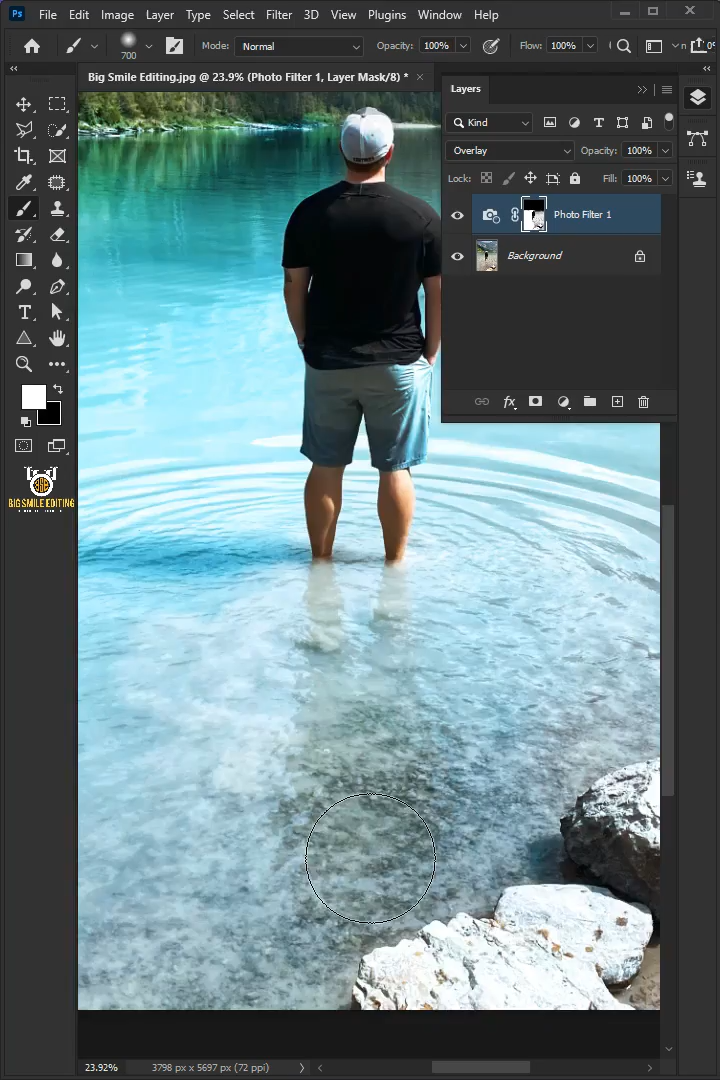 Ps File Edit Image Layer Type Select Filter 3D View Plugins Window Help
700 Mode: Normal Opacity: 100% Flow: 100% 0°
Big Smile Editing.jpg @ 23.9% (Photo Filter 1, Layer Mask/8) * ×
Layers
Kind
Overlay Opacity: 100%
Lock: Fill: 100%
Photo Filter 1
Background
fx
BIG SMILE EDITING
23.92% 3798 px x 5697 px (72 ppi)